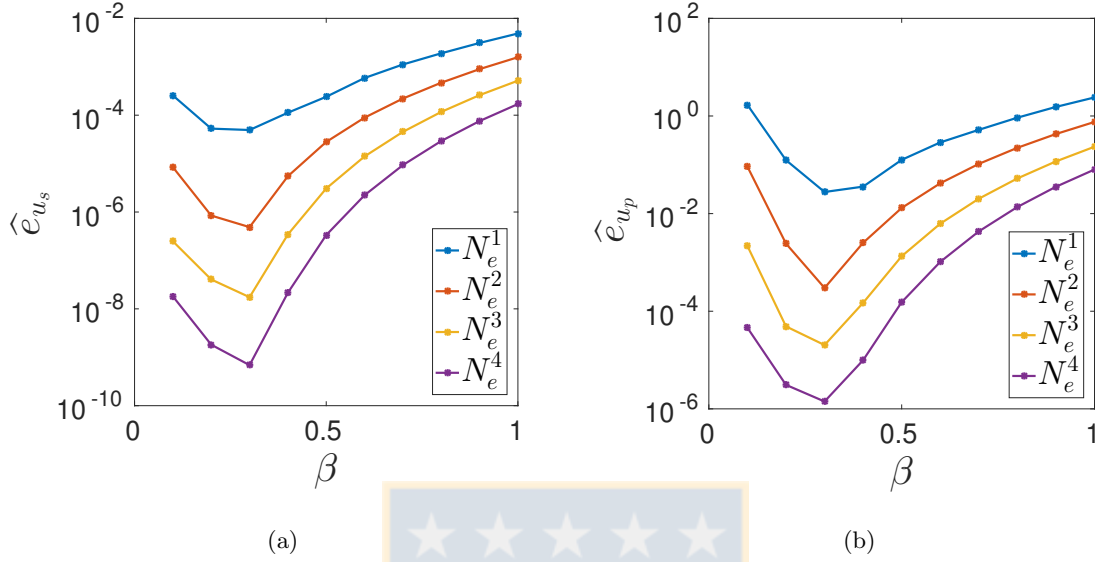 10^-2
10^-4
10^-6
10^-8
10^-10
ê_{u_s}
0
0.5
1
β
N_e^1
N_e^2
N_e^3
N_e^4
(a)
10^2
10^0
10^-2
10^-4
10^-6
ê_{u_p}
0
0.5
1
β
N_e^1
N_e^2
N_e^3
N_e^4
(b)